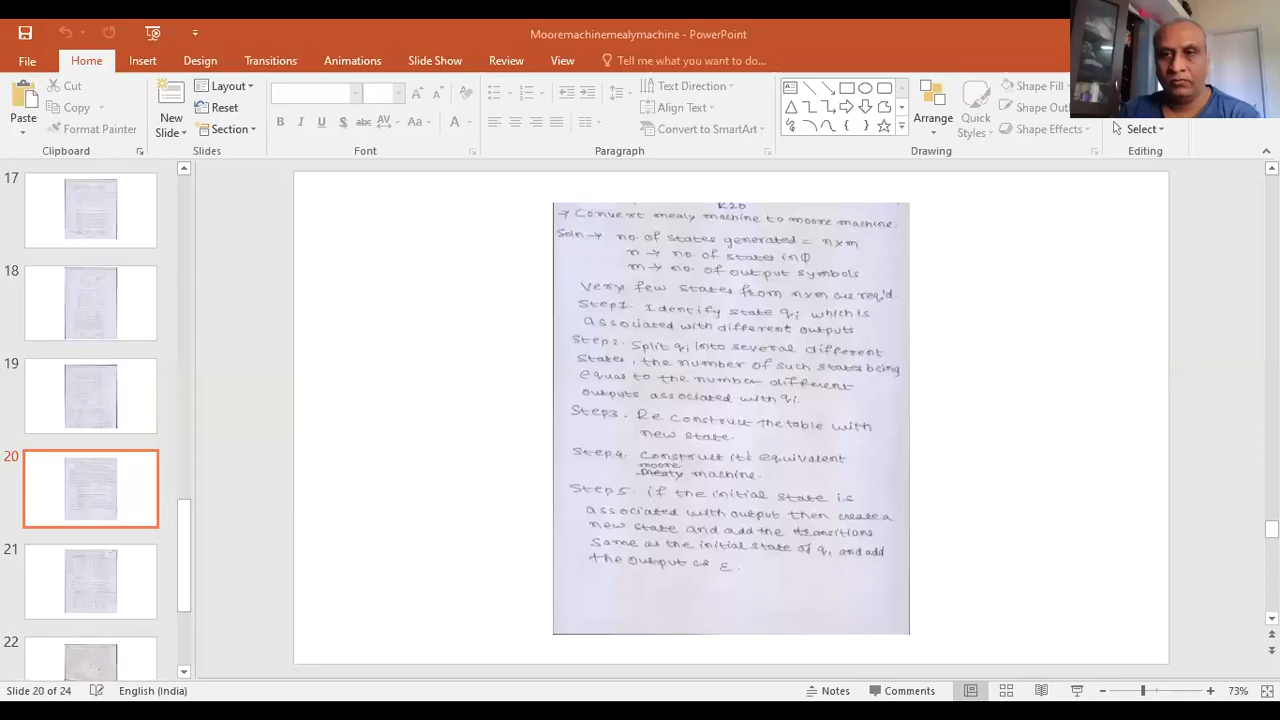 Mooremachinemealymachine - PowerPoint
File
Home
Insert
Design
Transitions
Animations
Slide Show
Review
View
Tell me what you want to do...
Paste
Cut
Copy
Format Painter
Clipboard
New
Slide
Layout
Reset
Section
Slides
B I U S abc AV Aa A
Font
Text Direction
Align Text
Convert to SmartArt
Paragraph
Arrange
Quick
Styles
Shape Fill
Shape Outl
Shape Effects
Drawing
Select
Editing
17
18
19
20
21
22
K20
→ Convert mealy machine to moore machine.
Soln → no. of states generated = n×m
n → no. of states in Q
m → no. of output symbols
Very few states from n×m are req'd
Step1. Identify state qi which is
associated with different outputs.
Step2. Split qi into several different
states, the number of such states being
equal to the number different
outputs associated with qi.
Step3. Re construct the table with
new state.
Step4. Construct it's equivalent
moore
mealy machine.
Step5. if the initial state is
associated with output then create a
new state and add the transitions
same as the initial state of q1 and add
the output as ε.
Slide 20 of 24
English (India)
Notes
Comments
73%